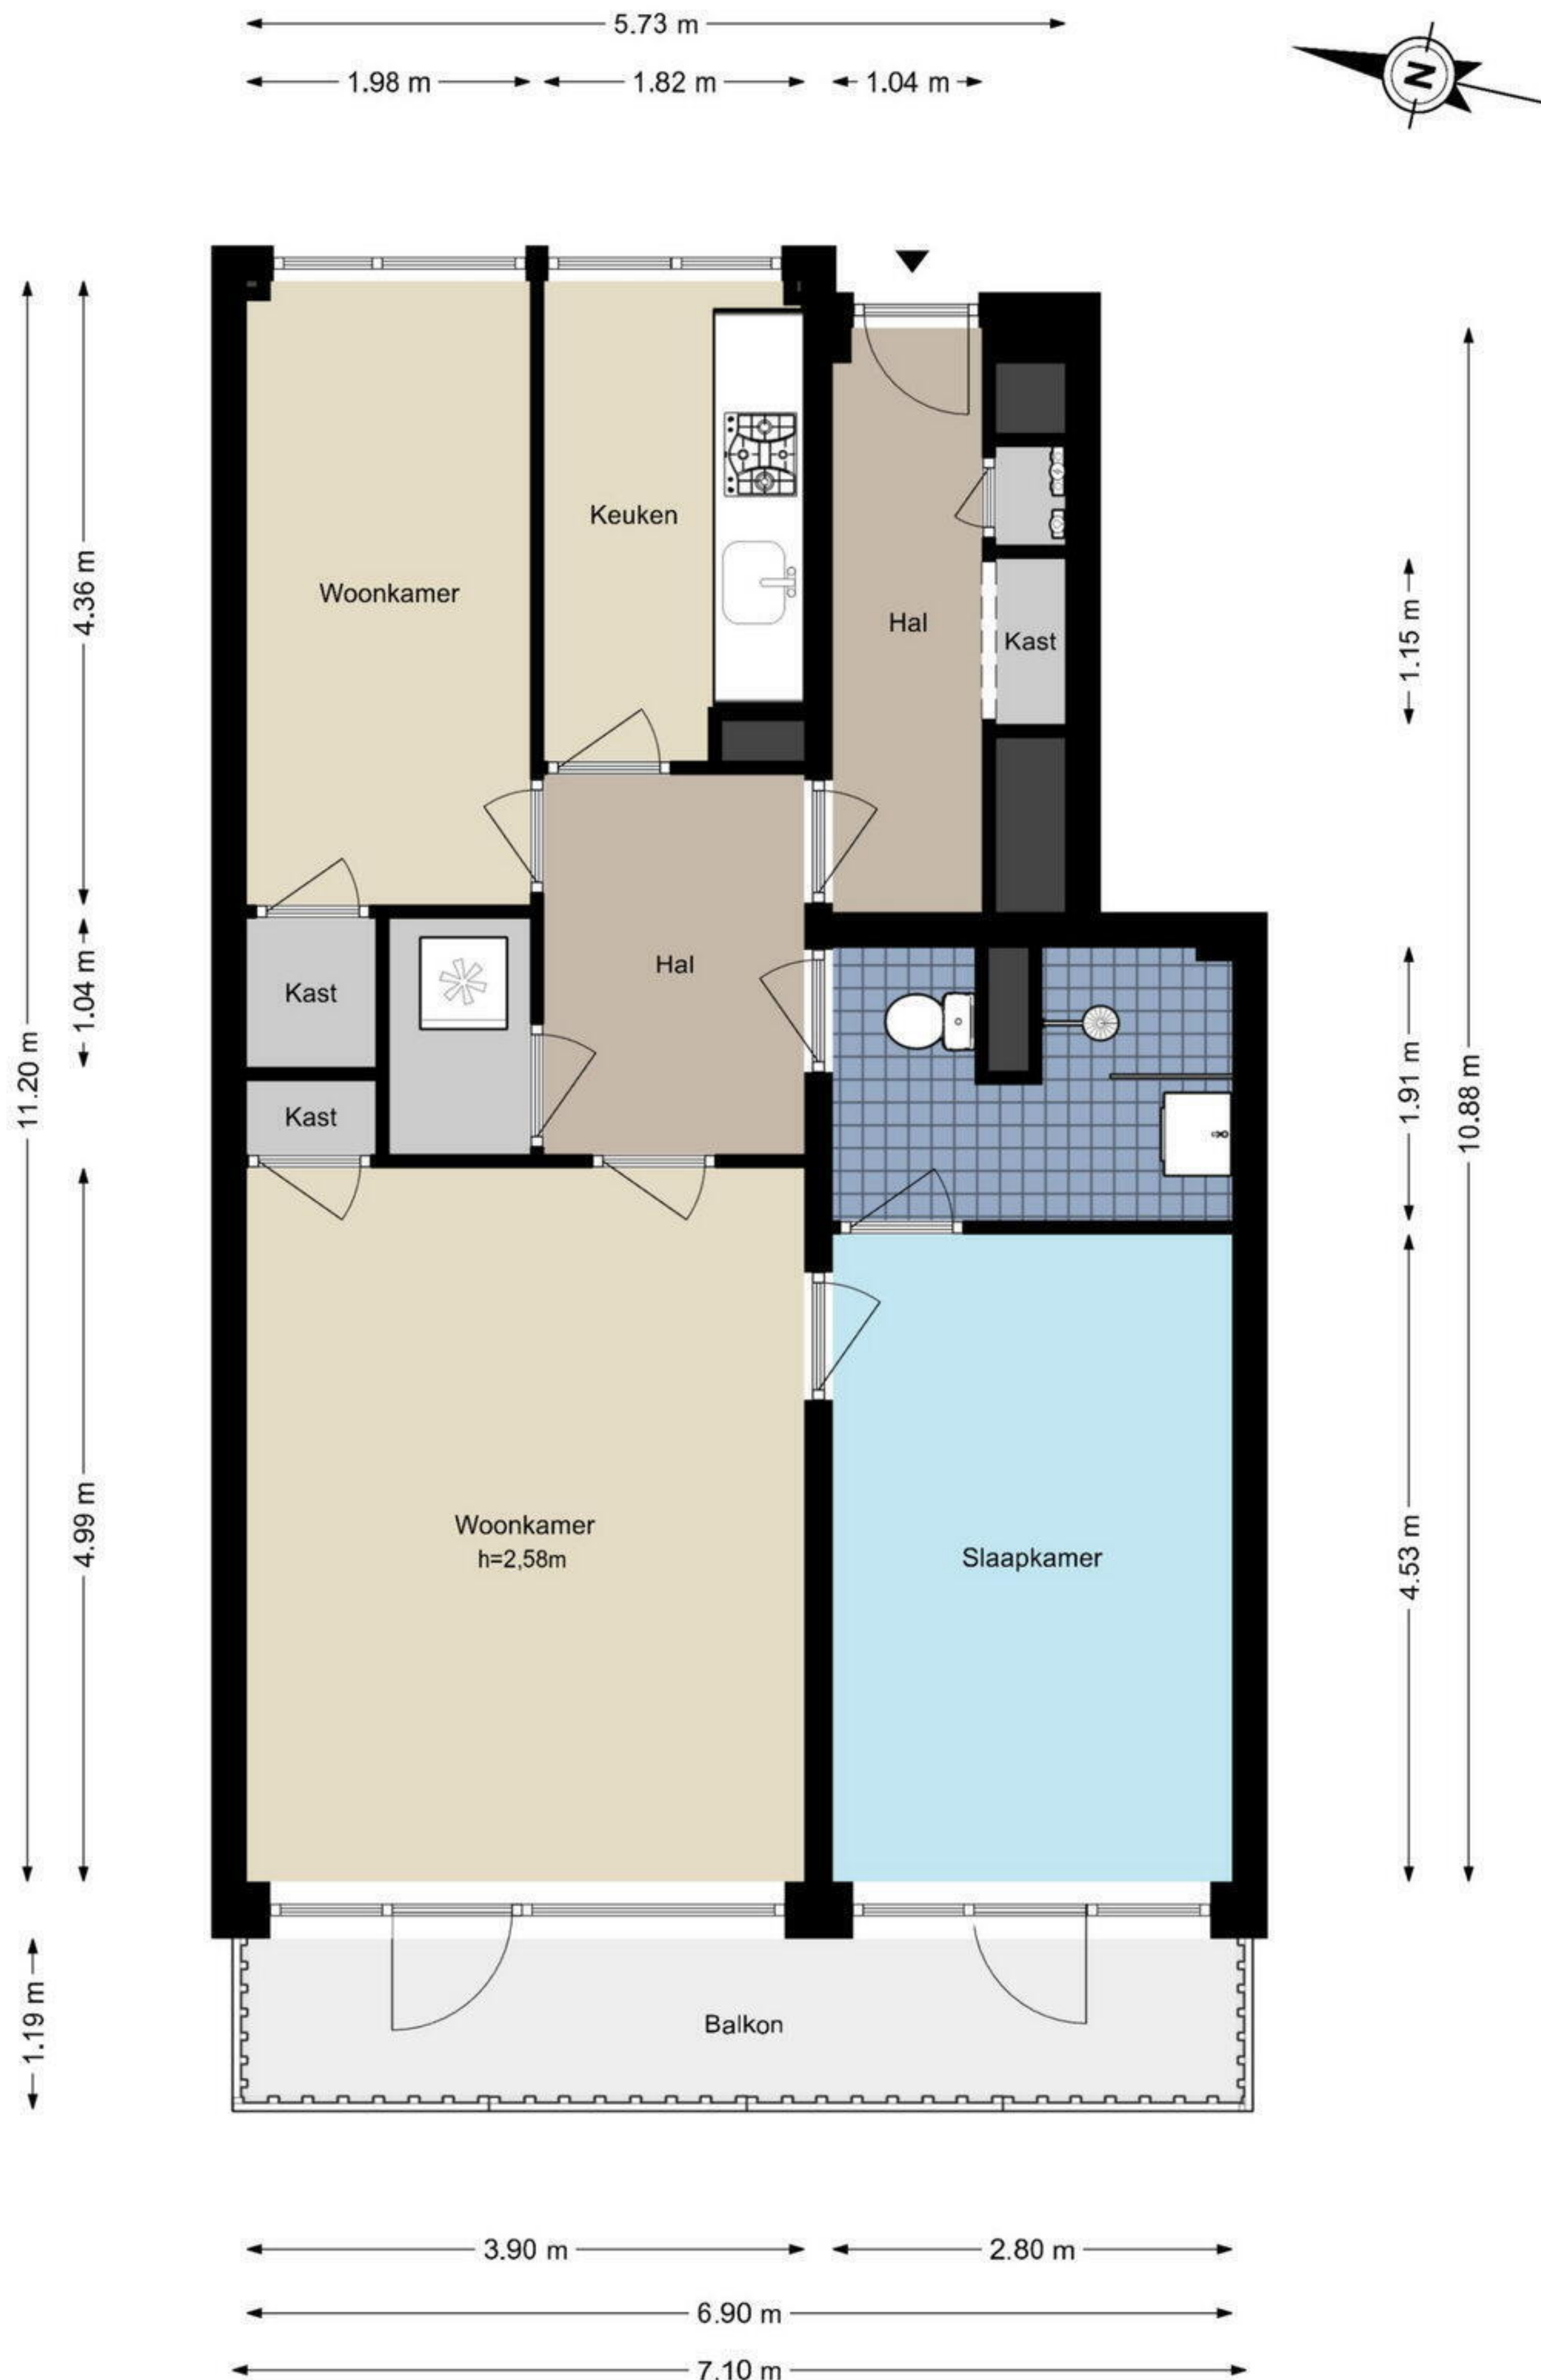 5.73 m
1.98 m
1.82 m
1.04 m
N
Keuken
Woonkamer
Hal
Kast
4.36 m
1.15 m
Hal
Kast
1.04 m
Kast
11.20 m
1.91 m
10.88 m
Woonkamer
h=2,58m
Slaapkamer
4.99 m
4.53 m
Balkon
1.19 m
3.90 m
2.80 m
6.90 m
7.10 m